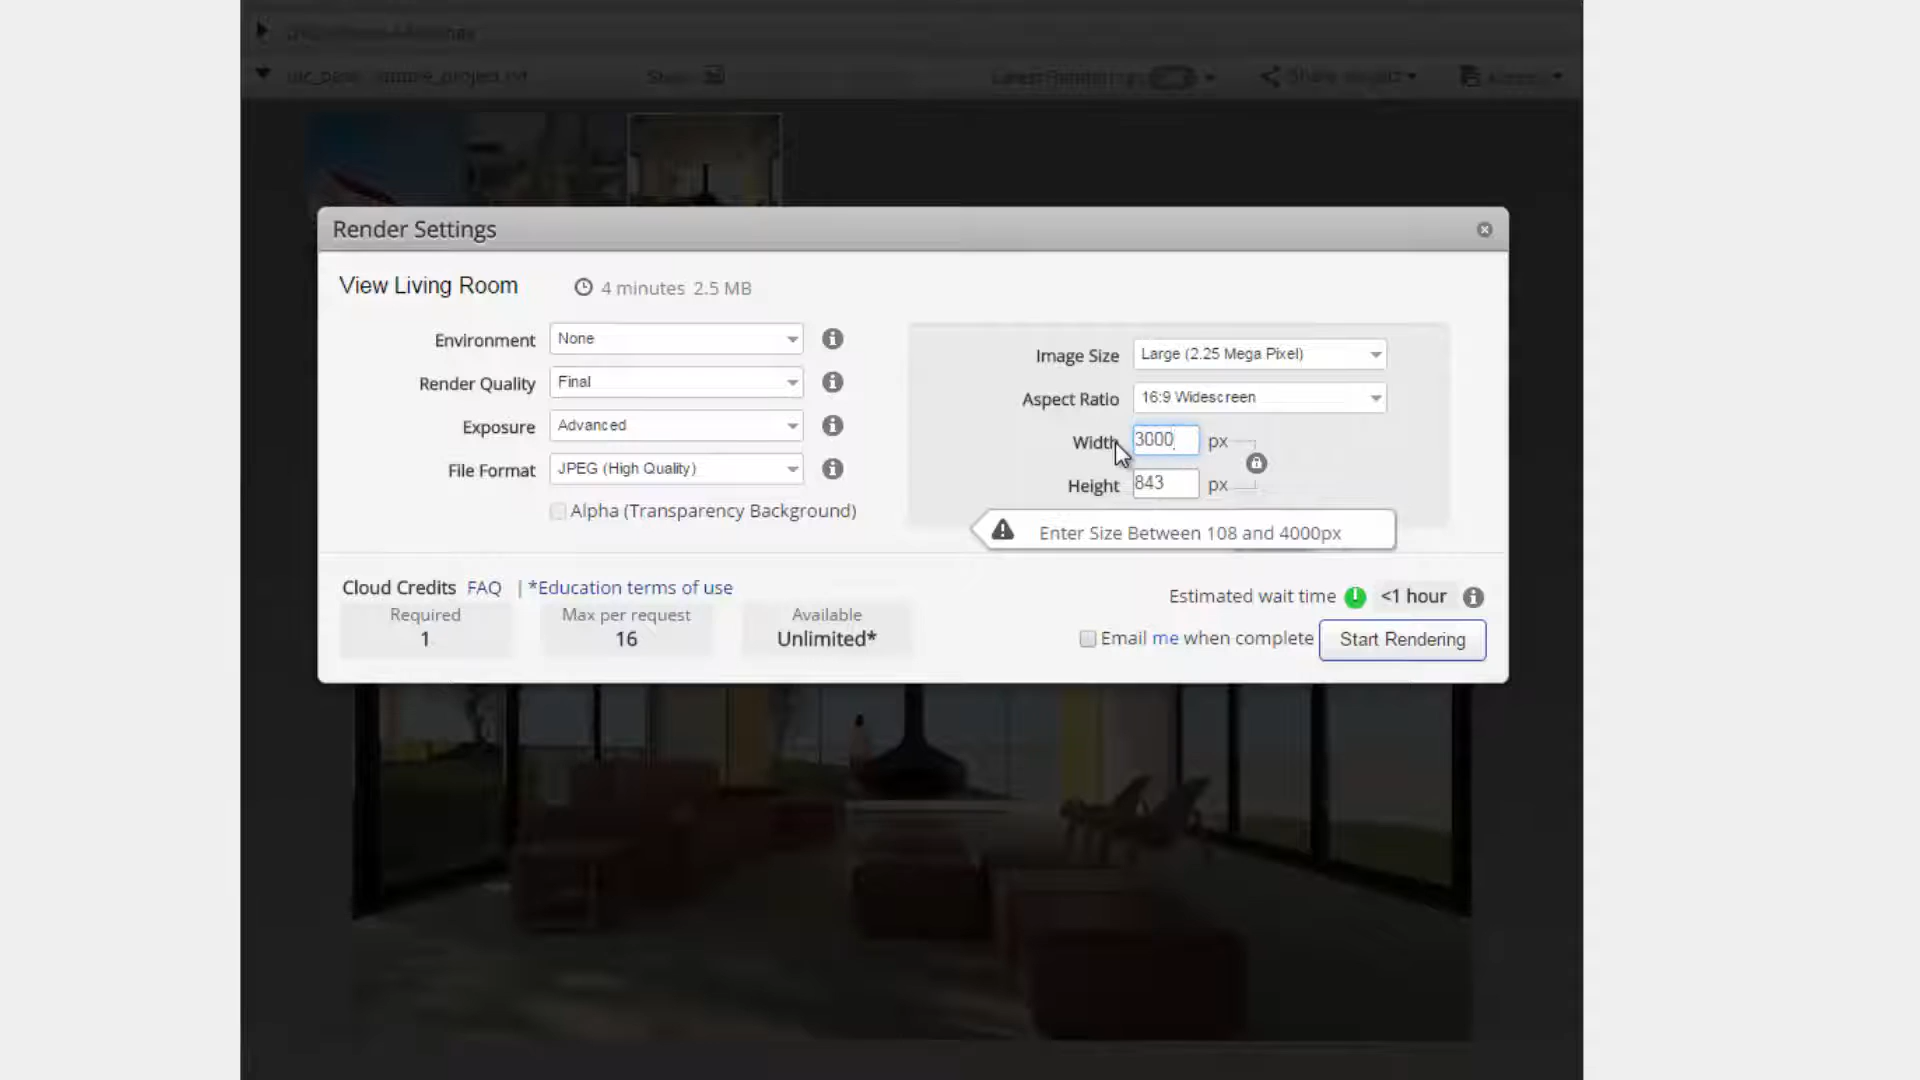 Render Settings
View Living Room
4 minutes 2.5 MB
Environment None
Render Quality Final
Exposure Advanced
File Format JPEG (High Quality)
Alpha (Transparency Background)
Image Size Large (2.25 Mega Pixel)
Aspect Ratio 16:9 Widescreen
Width 3000 px
Height 843 px
Enter Size Between 108 and 4000px
Cloud Credits FAQ | *Education terms of use
Required
1
Max per request
16
Available
Unlimited*
Estimated wait time <1 hour
Email me when complete Start Rendering